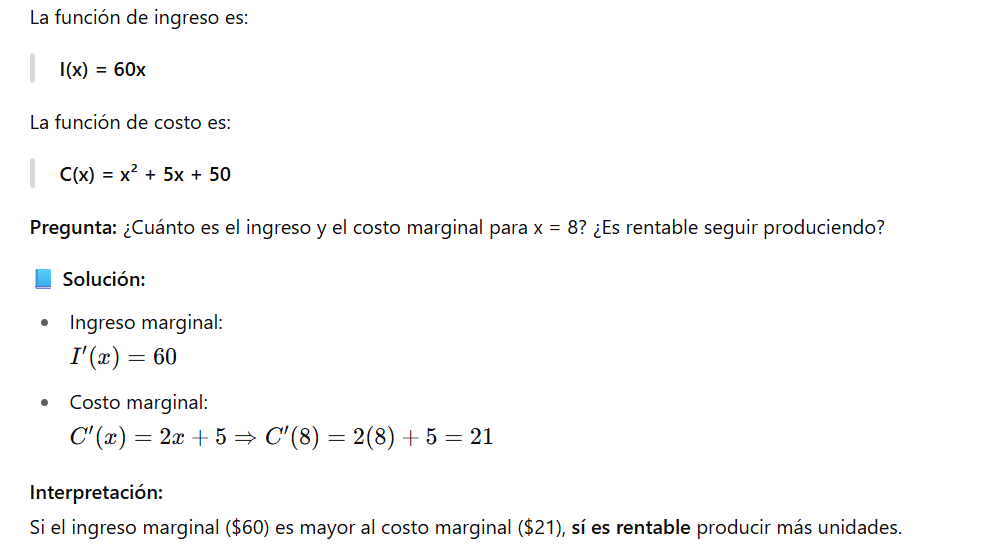 La función de ingreso es:
I(x) = 60x
La función de costo es:
C(x) = x² + 5x + 50
Pregunta: ¿Cuánto es el ingreso y el costo marginal para x = 8? ¿Es rentable seguir produciendo?
Solución:
Ingreso marginal:
I′(x) = 60
Costo marginal:
C′(x) = 2x + 5 ⇒ C′(8) = 2(8) + 5 = 21
Interpretación:
Si el ingreso marginal ($60) es mayor al costo marginal ($21), sí es rentable producir más unidades.